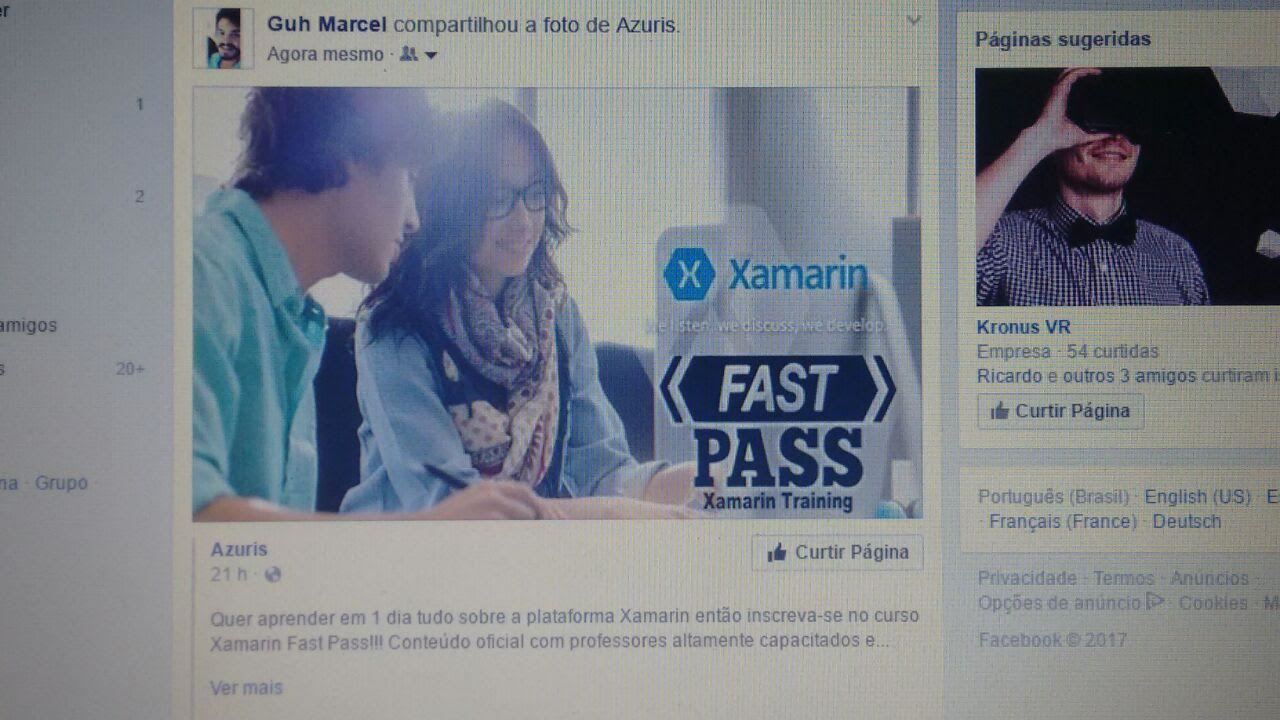 1
2
amigos
20+
Grupo
Guh Marcel compartilhou a foto de Azuris.
Agora mesmo ·
X Xamarin
we listen, we discuss, we develop.
FAST
PASS
Xamarin Training
Azuris
21 h ·
Curtir Página
Quer aprender em 1 dia tudo sobre a plataforma Xamarin então inscreva-se no curso
Xamarin Fast Pass!!! Conteúdo oficial com professores altamente capacitados e...
Ver mais
Páginas sugeridas
Kronus VR
Empresa · 54 curtidas
Ricardo e outros 3 amigos curtiram
Curtir Página
Português (Brasil) · English (US) ·
· Français (France) · Deutsch
Privacidade · Termos · Anúncios ·
Opções de anúncio · Cookies ·
Facebook © 2017